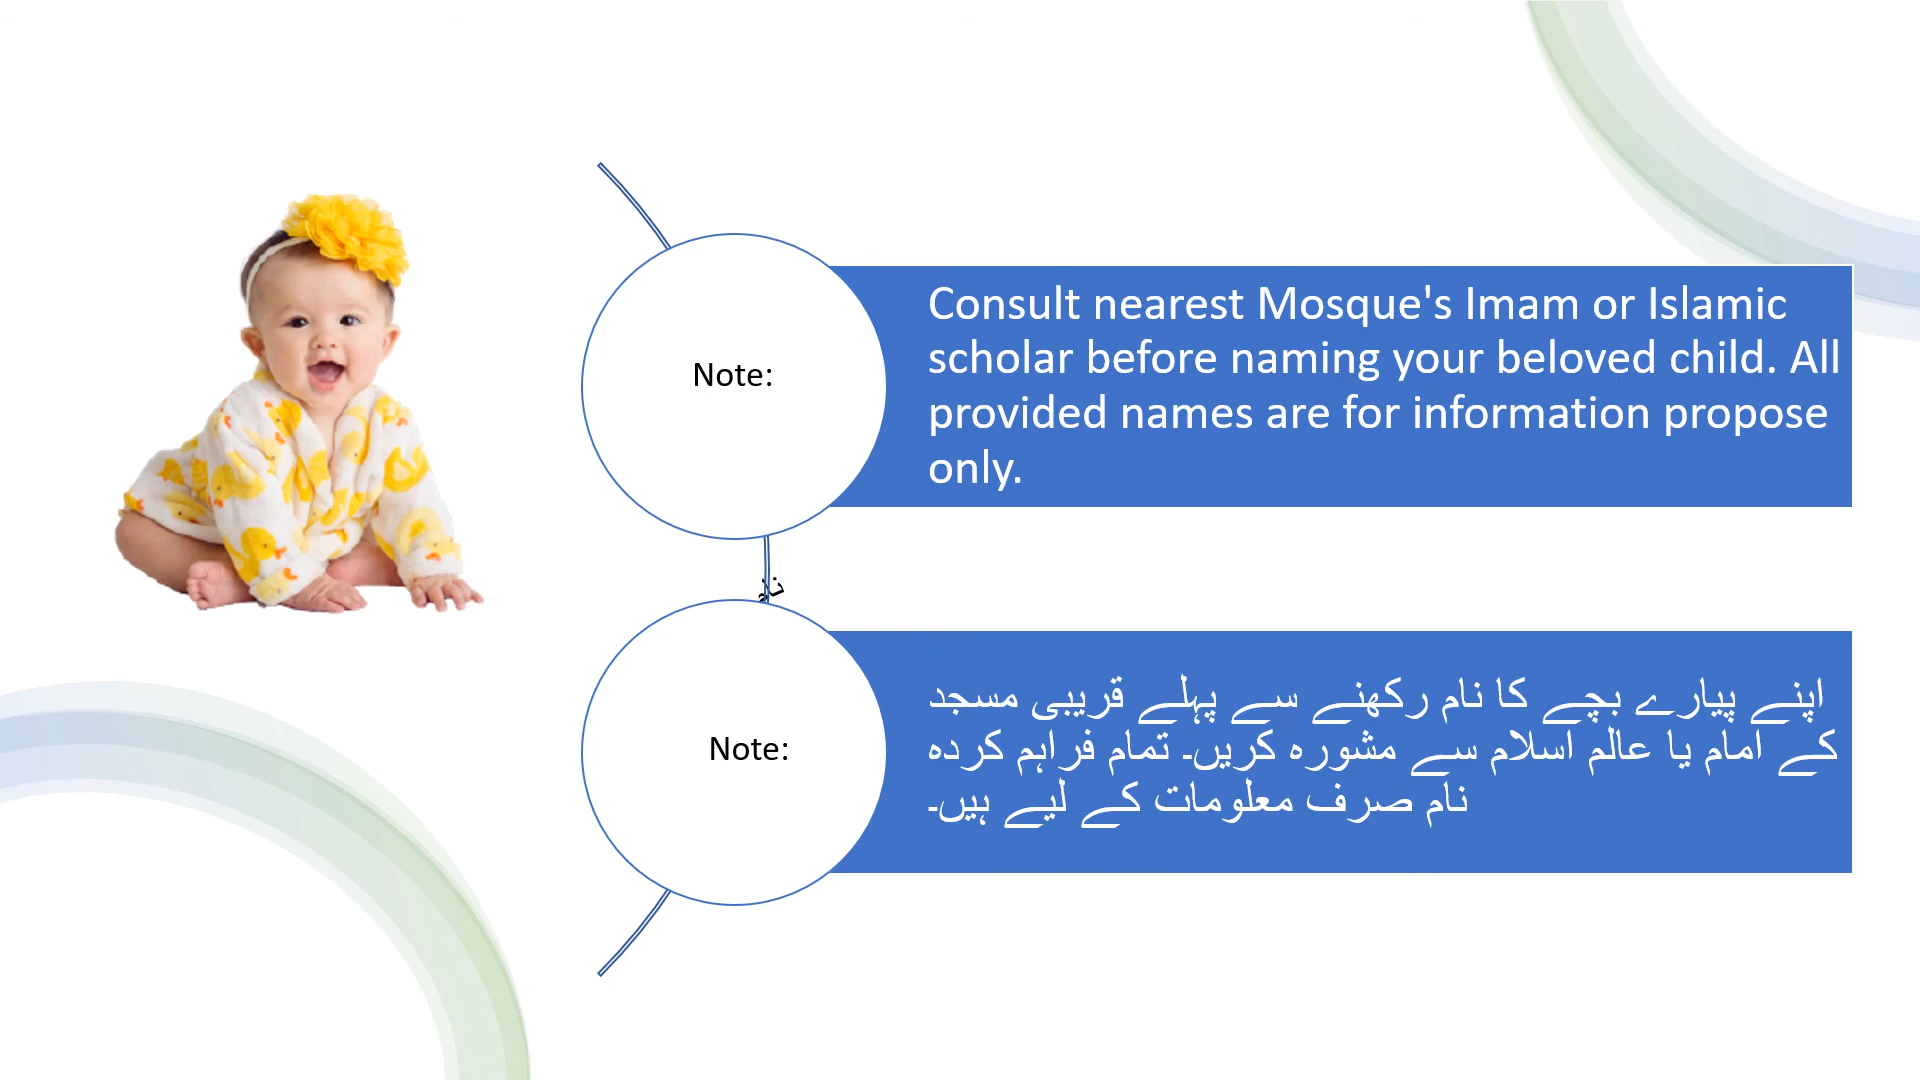 Note:
Consult nearest Mosque's Imam or Islamic
scholar before naming your beloved child. All
provided names are for information propose
only.
Note:
اپنے پیارے بچے کا نام رکھنے سے پہلے قریبی مسجد
کے امام یا عالم اسلام سے مشورہ کریں۔ تمام فراہم کردہ
نام صرف معلومات کے لیے ہیں۔